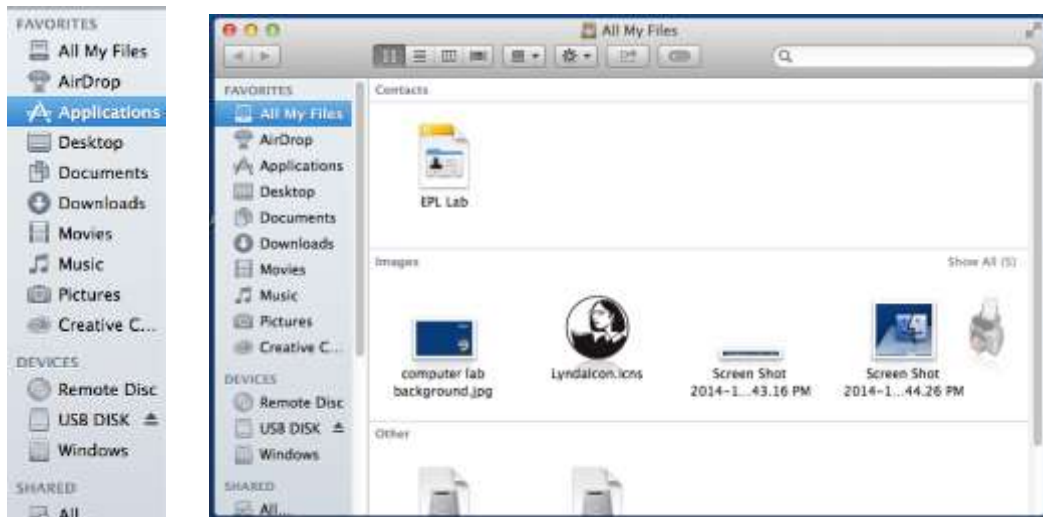 FAVORITES
All My Files
AirDrop
Applications
Desktop
Documents
Downloads
Movies
Music
Pictures
Creative C...
DEVICES
Remote Disc
USB DISK
Windows
SHARED
All...
All My Files
FAVORITES
All My Files
AirDrop
Applications
Desktop
Documents
Downloads
Movies
Music
Pictures
Creative C...
DEVICES
Remote Disc
USB DISK
Windows
SHARED
All...
Contacts
EPL Lab
Images
Show All (5)
computer lab
background.jpg
LyndaIcon.icns
Screen Shot
2014-1...43.16 PM
Screen Shot
2014-1...44.26 PM
Other